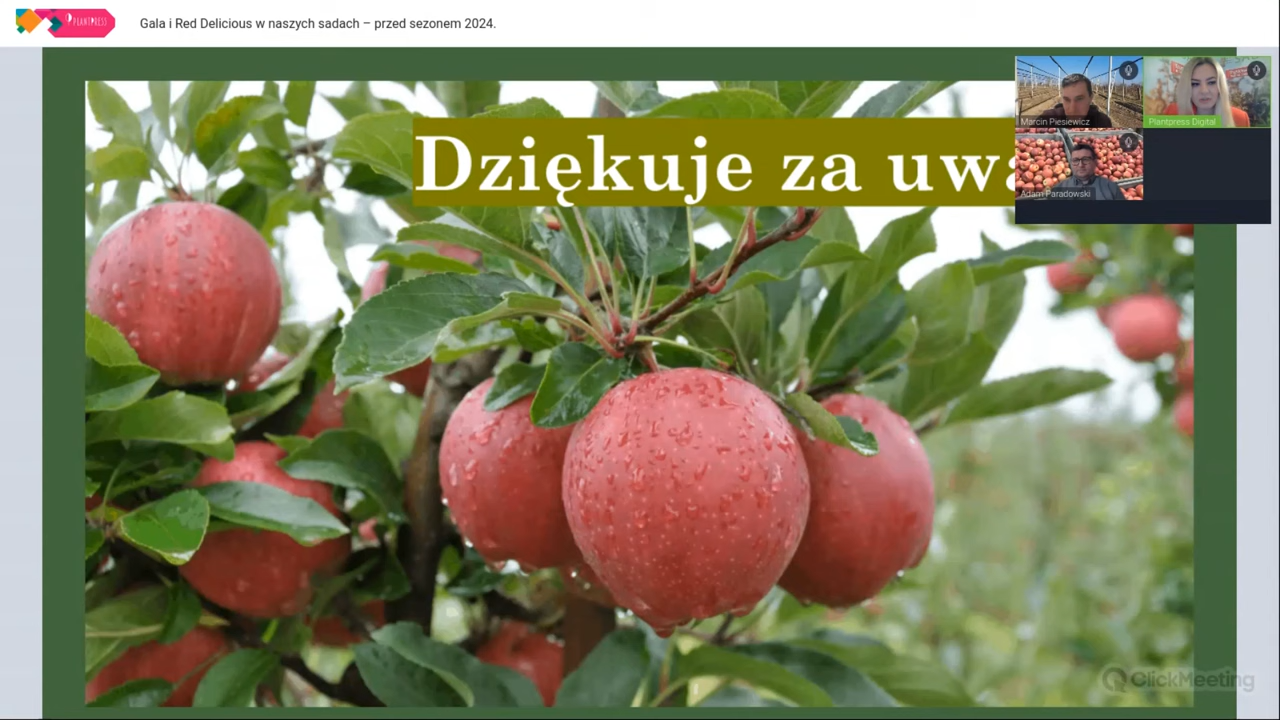 PLANTPRESS
Gala i Red Delicious w naszych sadach – przed sezonem 2024.
Dziękuje za uwa
Marcin Piesiewicz
Plantpress Digital
Adam Paradowski
ClickMeeting